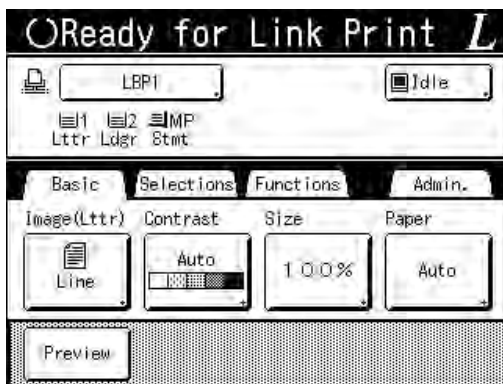 Ready for Link Print L
LBP1 Idle
1 2 MP
Lttr Ldgr Stmt
Basic Selections Functions Admin.
Image(Lttr) Contrast Size Paper
Line Auto 100% Auto
Preview